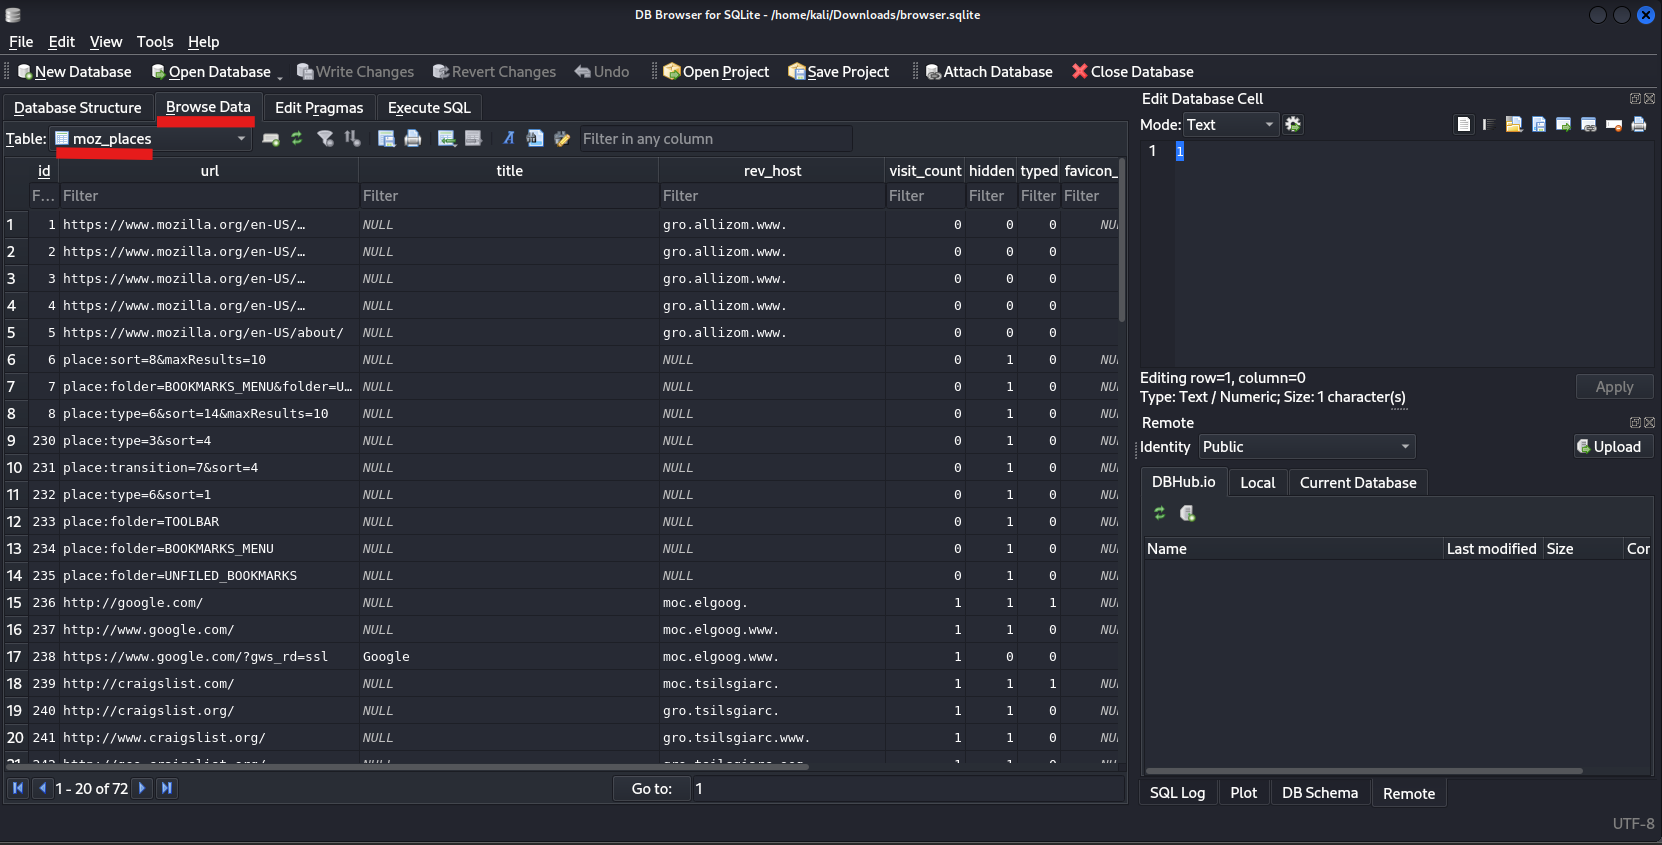 DB Browser for SQLite - /home/kali/Downloads/browser.sqlite
File Edit View Tools Help
New Database Open Database Write Changes Revert Changes Undo Open Project Save Project Attach Database Close Database
Database Structure Browse Data Edit Pragmas Execute SQL
Table: moz_places Filter in any column
id url title rev_host visit_count hidden typed favicon_
F... Filter Filter Filter Filter Filter Filter Filter
1 1 https://www.mozilla.org/en-US/… NULL gro.allizom.www. 0 0 0
2 2 https://www.mozilla.org/en-US/… NULL gro.allizom.www. 0 0 0
3 3 https://www.mozilla.org/en-US/… NULL gro.allizom.www. 0 0 0
4 4 https://www.mozilla.org/en-US/… NULL gro.allizom.www. 0 0 0
5 5 https://www.mozilla.org/en-US/about/ NULL gro.allizom.www. 0 0 0
6 6 place:sort=8&maxResults=10 NULL NULL 0 1 0
7 7 place:folder=BOOKMARKS_MENU&folder=U… NULL NULL 0 1 0
8 8 place:type=6&sort=14&maxResults=10 NULL NULL 0 1 0
9 230 place:type=3&sort=4 NULL NULL 0 1 0
10 231 place:transition=7&sort=4 NULL NULL 0 1 0
11 232 place:type=6&sort=1 NULL NULL 0 1 0
12 233 place:folder=TOOLBAR NULL NULL 0 1 0
13 234 place:folder=BOOKMARKS_MENU NULL NULL 0 1 0
14 235 place:folder=UNFILED_BOOKMARKS NULL NULL 0 1 0
15 236 http://google.com/ NULL moc.elgoog. 1 1 1
16 237 http://www.google.com/ NULL moc.elgoog.www. 1 1 0
17 238 https://www.google.com/?gws_rd=ssl Google moc.elgoog.www. 1 0 0
18 239 http://craigslist.com/ NULL moc.tsilsgiarc. 1 1 1
19 240 http://craigslist.org/ NULL gro.tsilsgiarc. 1 1 0
20 241 http://www.craigslist.org/ NULL gro.tsilsgiarc.www. 1 1 0
1 - 20 of 72 Go to: 1
Edit Database Cell
Mode: Text
1 1
Editing row=1, column=0
Type: Text / Numeric; Size: 1 character(s)
Apply
Remote
Identity Public Upload
DBHub.io Local Current Database
Name Last modified Size
SQL Log Plot DB Schema Remote
UTF-8